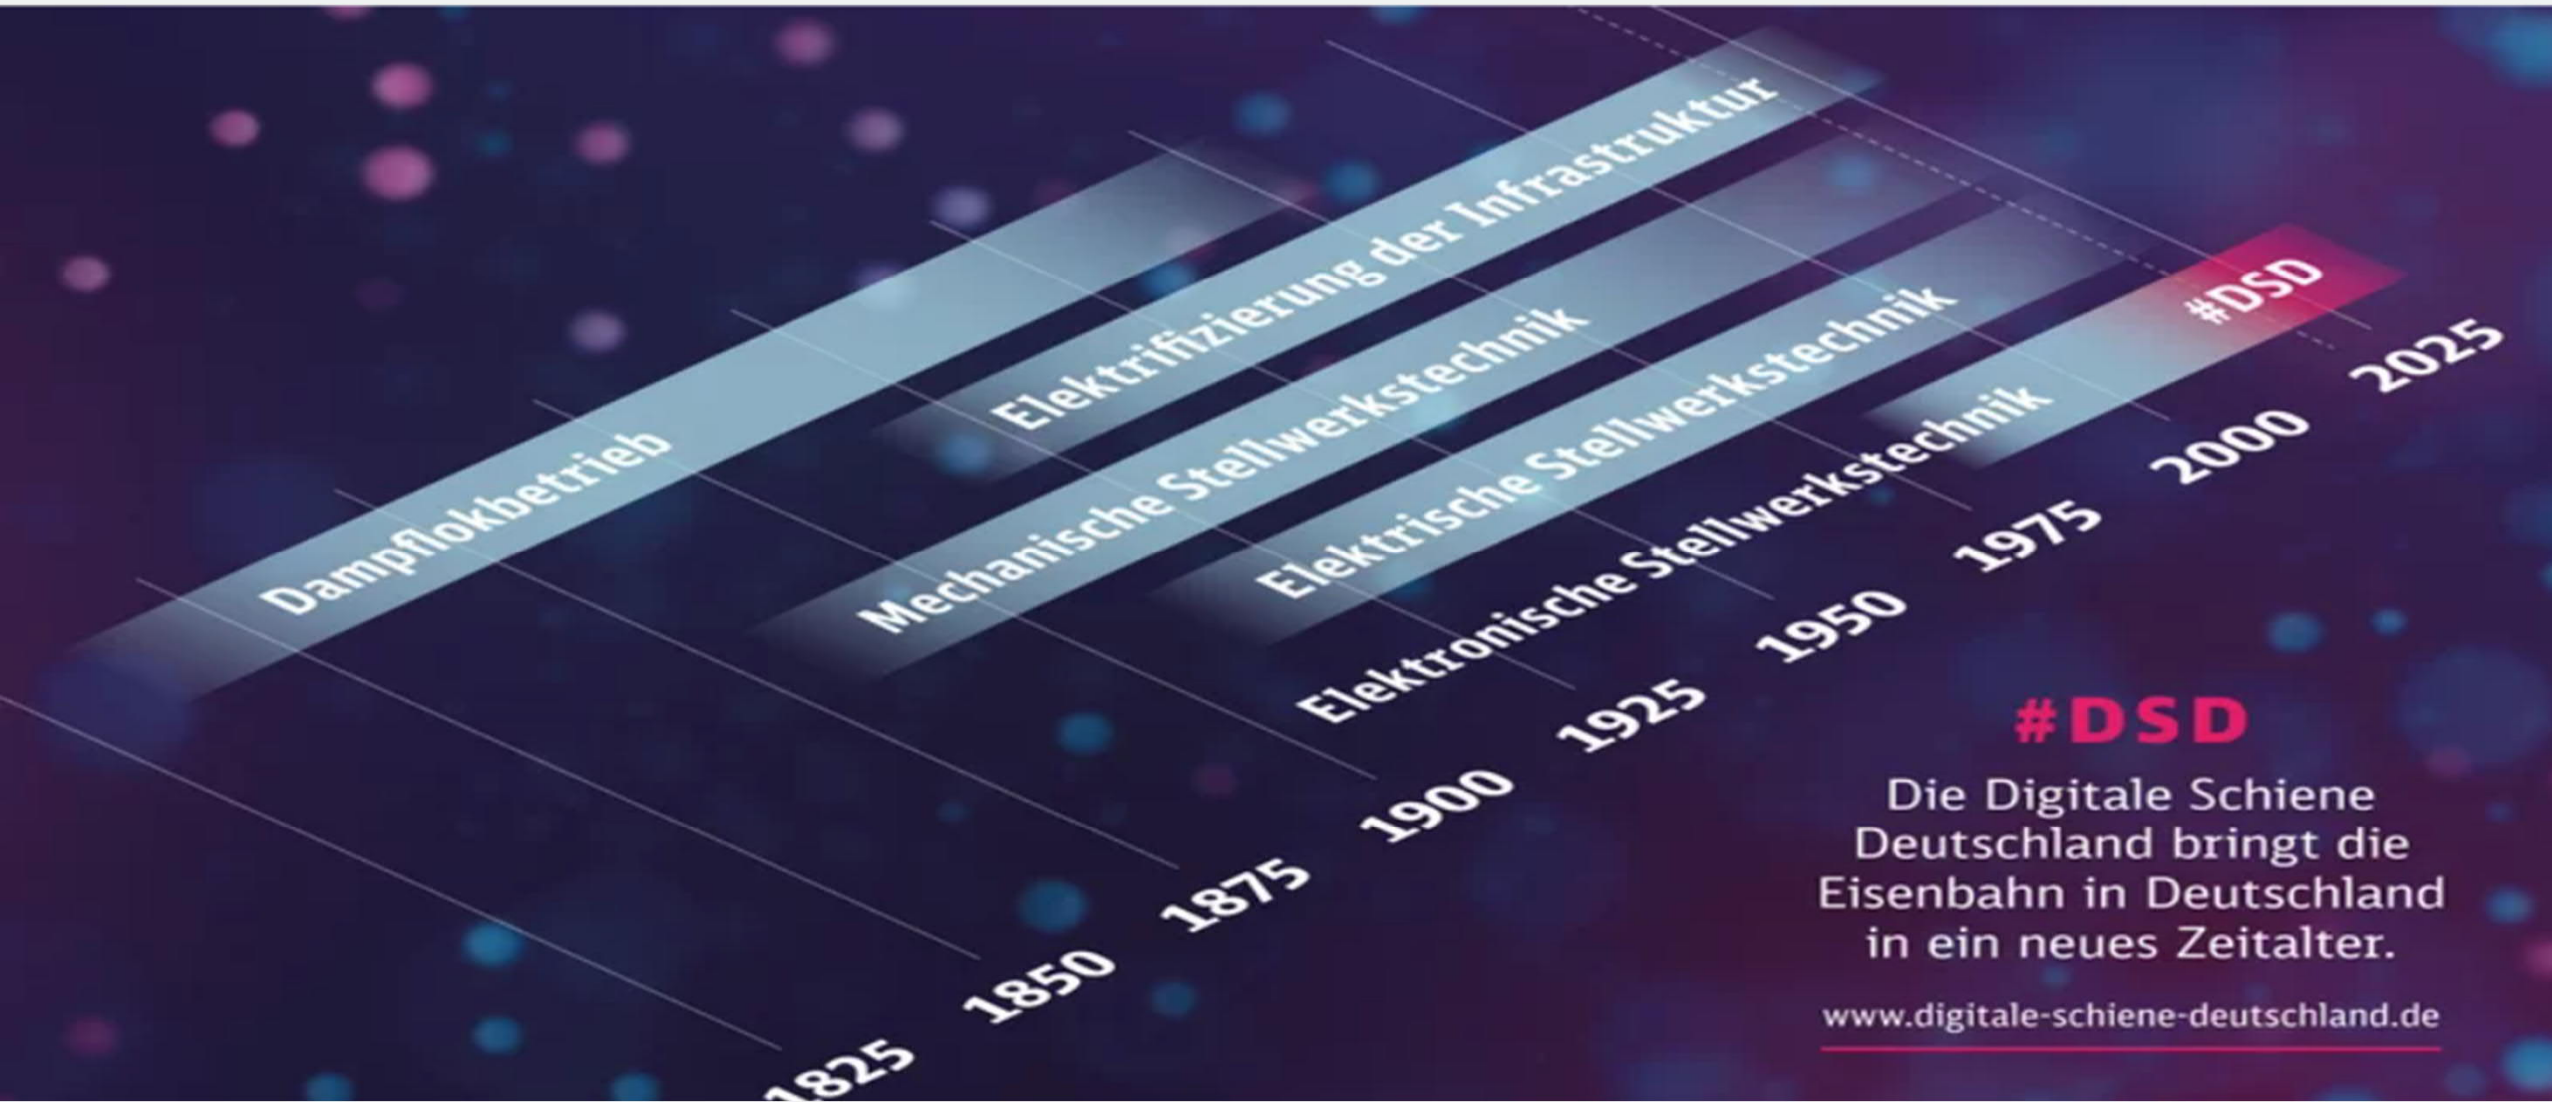 Dampflokbetrieb
Elektrifizierung der Infrastruktur
Mechanische Stellwerkstechnik
Elektrische Stellwerkstechnik
Elektronische Stellwerkstechnik
#DSD
1825
1850
1875
1900
1925
1950
1975
2000
2025
#DSD
Die Digitale Schiene
Deutschland bringt die
Eisenbahn in Deutschland
in ein neues Zeitalter.
www.digitale-schiene-deutschland.de